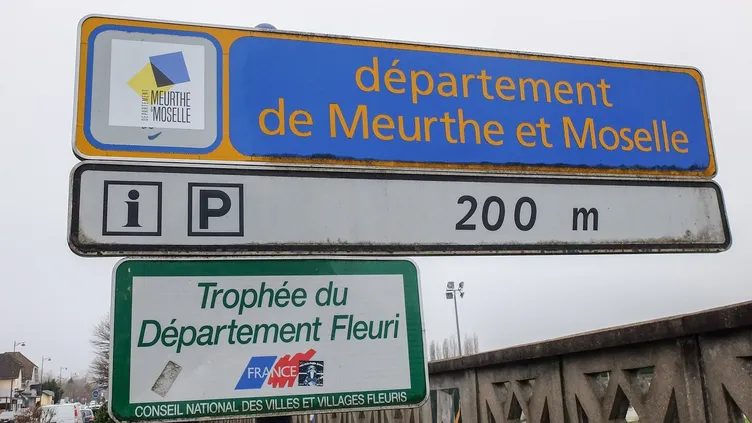 DÉPARTEMENT
MEURTHE
& MOSELLE
département
de Meurthe et Moselle
i P 200 m
Trophée du
Département Fleuri
FRANCE
CONSEIL NATIONAL DES VILLES ET VILLAGES FLEURIS